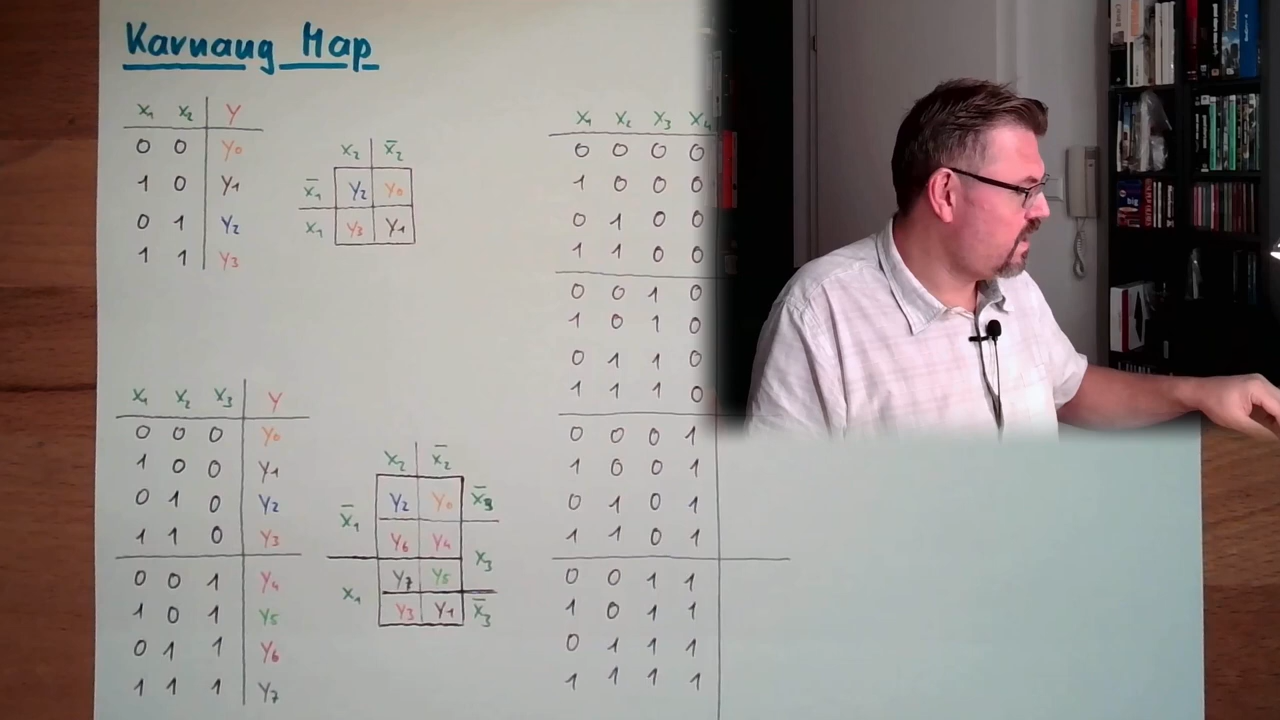 Karnaug Map
x₁ x₂ Y
0 0 Y₀
1 0 Y₁
0 1 Y₂
1 1 Y₃
x₂ x̅₂
x̅₁ Y₂ Y₀
x₁ Y₃ Y₁
x₁ x₂ x₃ Y
0 0 0 Y₀
1 0 0 Y₁
0 1 0 Y₂
1 1 0 Y₃
0 0 1 Y₄
1 0 1 Y₅
0 1 1 Y₆
1 1 1 Y₇
x₂ x̅₂
Y₂ Y₀ x̅₃
x̅₁
Y₆ Y₄
x₃
Y₇ Y₅
x₁
Y₃ Y₁ x̅₃
x₁ x₂ x₃ x₄
0 0 0 0
1 0 0 0
0 1 0 0
1 1 0 0
0 0 1 0
1 0 1 0
0 1 1 0
1 1 1 0
0 0 0 1
1 0 0 1
0 1 0 1
1 1 0 1
0 0 1 1
1 0 1 1
0 1 1 1
1 1 1 1
big